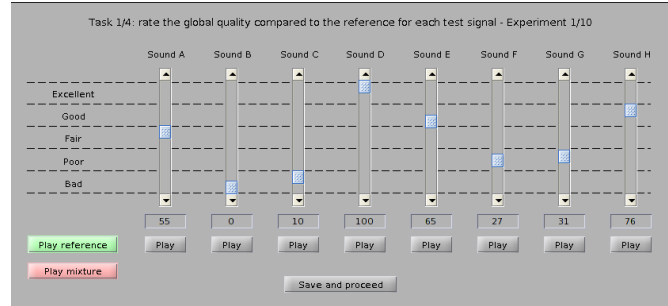 Task 1/4: rate the global quality compared to the reference for each test signal - Experiment 1/10
Sound A Sound B Sound C Sound D Sound E Sound F Sound G Sound H
Excellent
Good
Fair
Poor
Bad
55 0 10 100 65 27 31 76
Play reference Play Play Play Play Play Play Play Play
Play mixture
Save and proceed